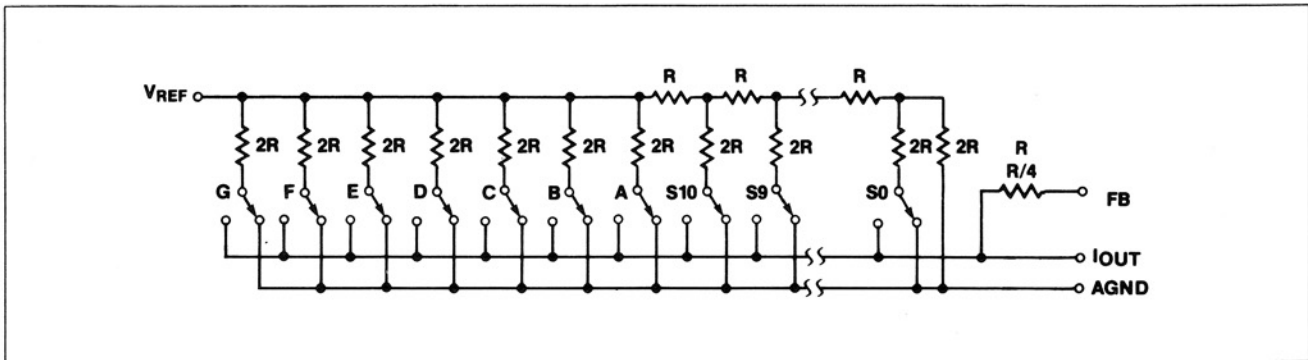 R R R
VREF
2R 2R 2R 2R 2R 2R 2R 2R 2R 2R 2R
R
R/4
G F E D C B A S10 S9 S0
FB
IOUT
AGND